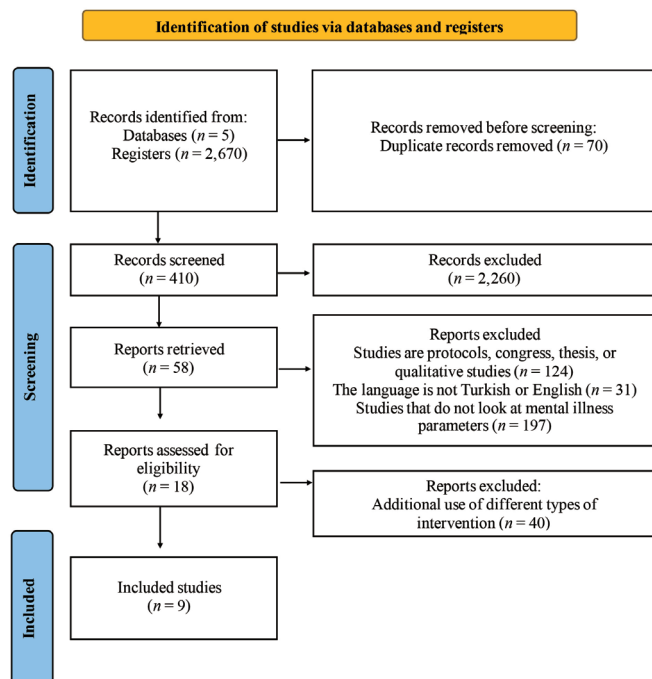 Identification of studies via databases and registers
Identification
Records identified from:
Databases (n = 5)
Registers (n = 2,670)
Records removed before screening:
Duplicate records removed (n = 70)
Screening
Records screened
(n = 410)
Records excluded
(n = 2,260)
Reports retrieved
(n = 58)
Reports excluded
Studies are protocols, congress, thesis, or
qualitative studies (n = 124)
The language is not Turkish or English (n = 31)
Studies that do not look at mental illness
parameters (n = 197)
Reports assessed for
eligibility
(n = 18)
Reports excluded:
Additional use of different types of
intervention (n = 40)
Included
Included studies
(n = 9)